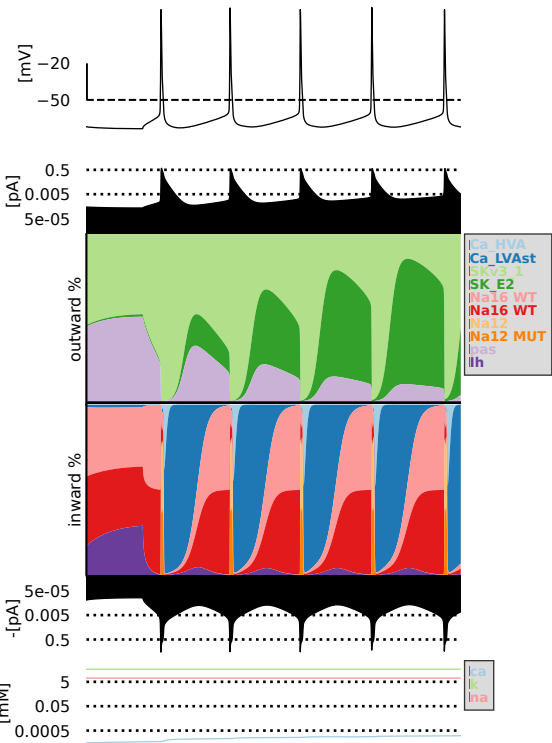 [mV]
−20
−50
[pA]
0.5
0.005
5e-05
outward %
Ca_HVA
Ca_LVAst
SKv3_1
SK_E2
Na16 WT
Na16 WT
Na12
Na12 MUT
pas
Ih
inward %
-[pA]
5e-05
0.005
0.5
[mM]
5
0.05
0.0005
ca
k
na